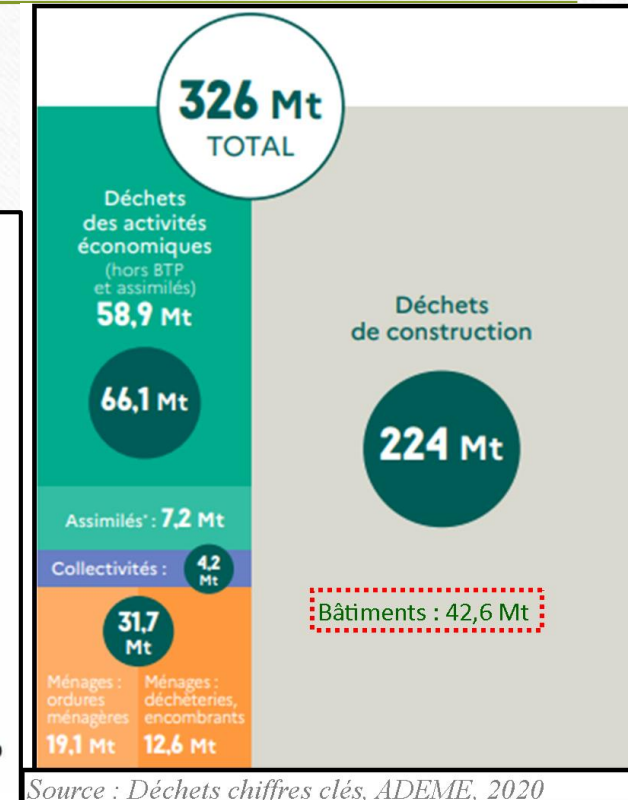 326 Mt
TOTAL
Déchets
des activités
économiques
(hors BTP
et assimilés)
58,9 Mt
66,1 Mt
Assimilés* : 7,2 Mt
Collectivités :
4,2
Mt
31,7
Mt
Ménages :
ordures
ménagères
19,1 Mt
Ménages :
déchèteries,
encombrants
12,6 Mt
Déchets
de construction
224 Mt
Bâtiments : 42,6 Mt
Source : Déchets chiffres clés, ADEME, 2020